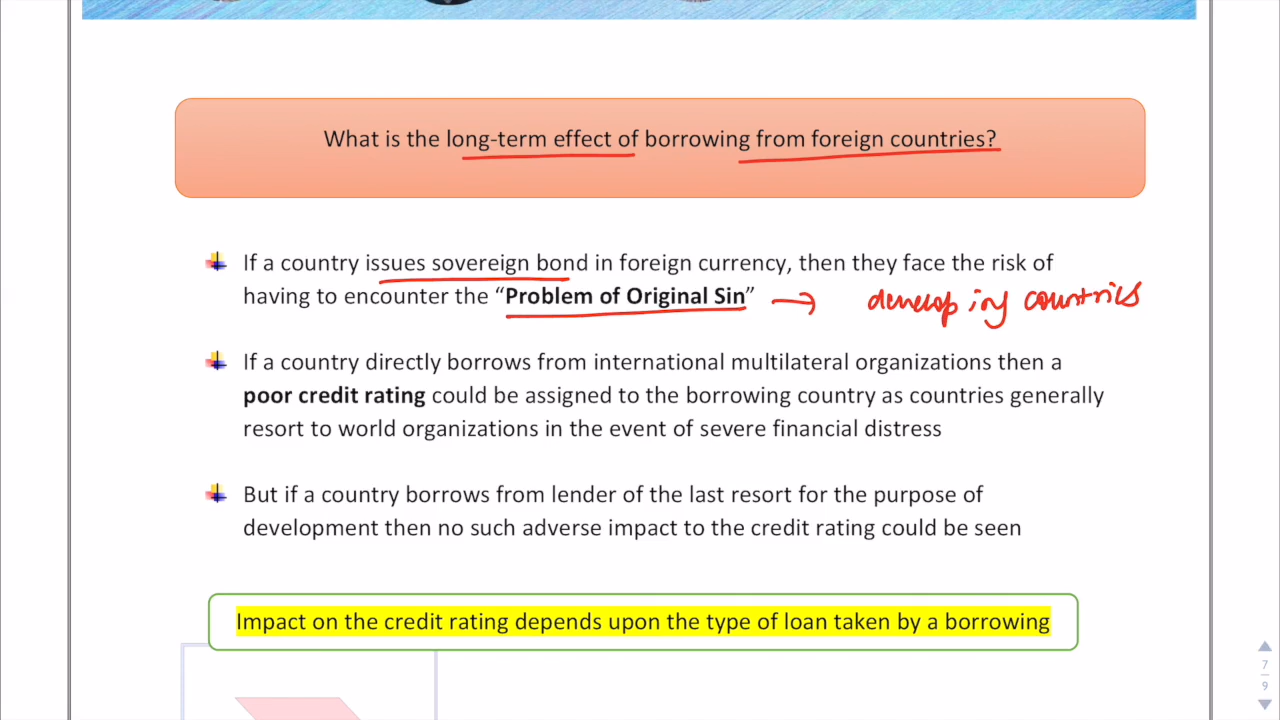 What is the long-term effect of borrowing from foreign countries?
If a country issues sovereign bond in foreign currency, then they face the risk of
having to encounter the “Problem of Original Sin” → developing countries
If a country directly borrows from international multilateral organizations then a
poor credit rating could be assigned to the borrowing country as countries generally
resort to world organizations in the event of severe financial distress
But if a country borrows from lender of the last resort for the purpose of
development then no such adverse impact to the credit rating could be seen
Impact on the credit rating depends upon the type of loan taken by a borrowing
7
9